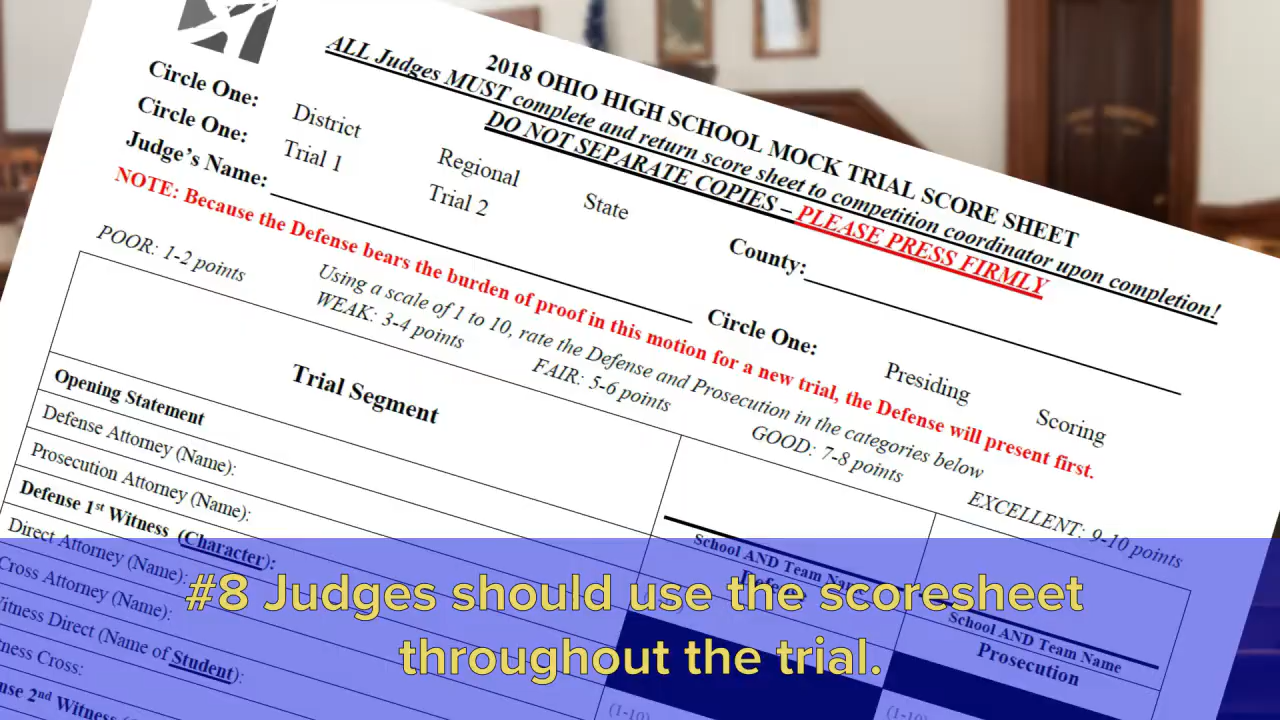 2018 OHIO HIGH SCHOOL MOCK TRIAL SCORE SHEET
ALL Judges MUST complete and return score sheet to competition coordinator upon completion!
DO NOT SEPARATE COPIES – PLEASE PRESS FIRMLY
Circle One: District Regional State
Circle One: Trial 1 Trial 2
County:
Judge's Name: Circle One: Presiding Scoring
NOTE: Because the Defense bears the burden of proof in this motion for a new trial, the Defense will present first.
Using a scale of 1 to 10, rate the Defense and Prosecution in the categories below
POOR: 1-2 points WEAK: 3-4 points FAIR: 5-6 points GOOD: 7-8 points EXCELLENT: 9-10 points
Trial Segment
School AND Team Name
Defense
School AND Team Name
Prosecution
Opening Statement
Defense Attorney (Name):
(1-10)
Prosecution Attorney (Name):
(1-10)
Defense 1st Witness (Character):
Direct Attorney (Name):
Cross Attorney (Name):
Witness Direct (Name of Student):
Witness Cross:
2nd Witness
#8 Judges should use the scoresheet
throughout the trial.